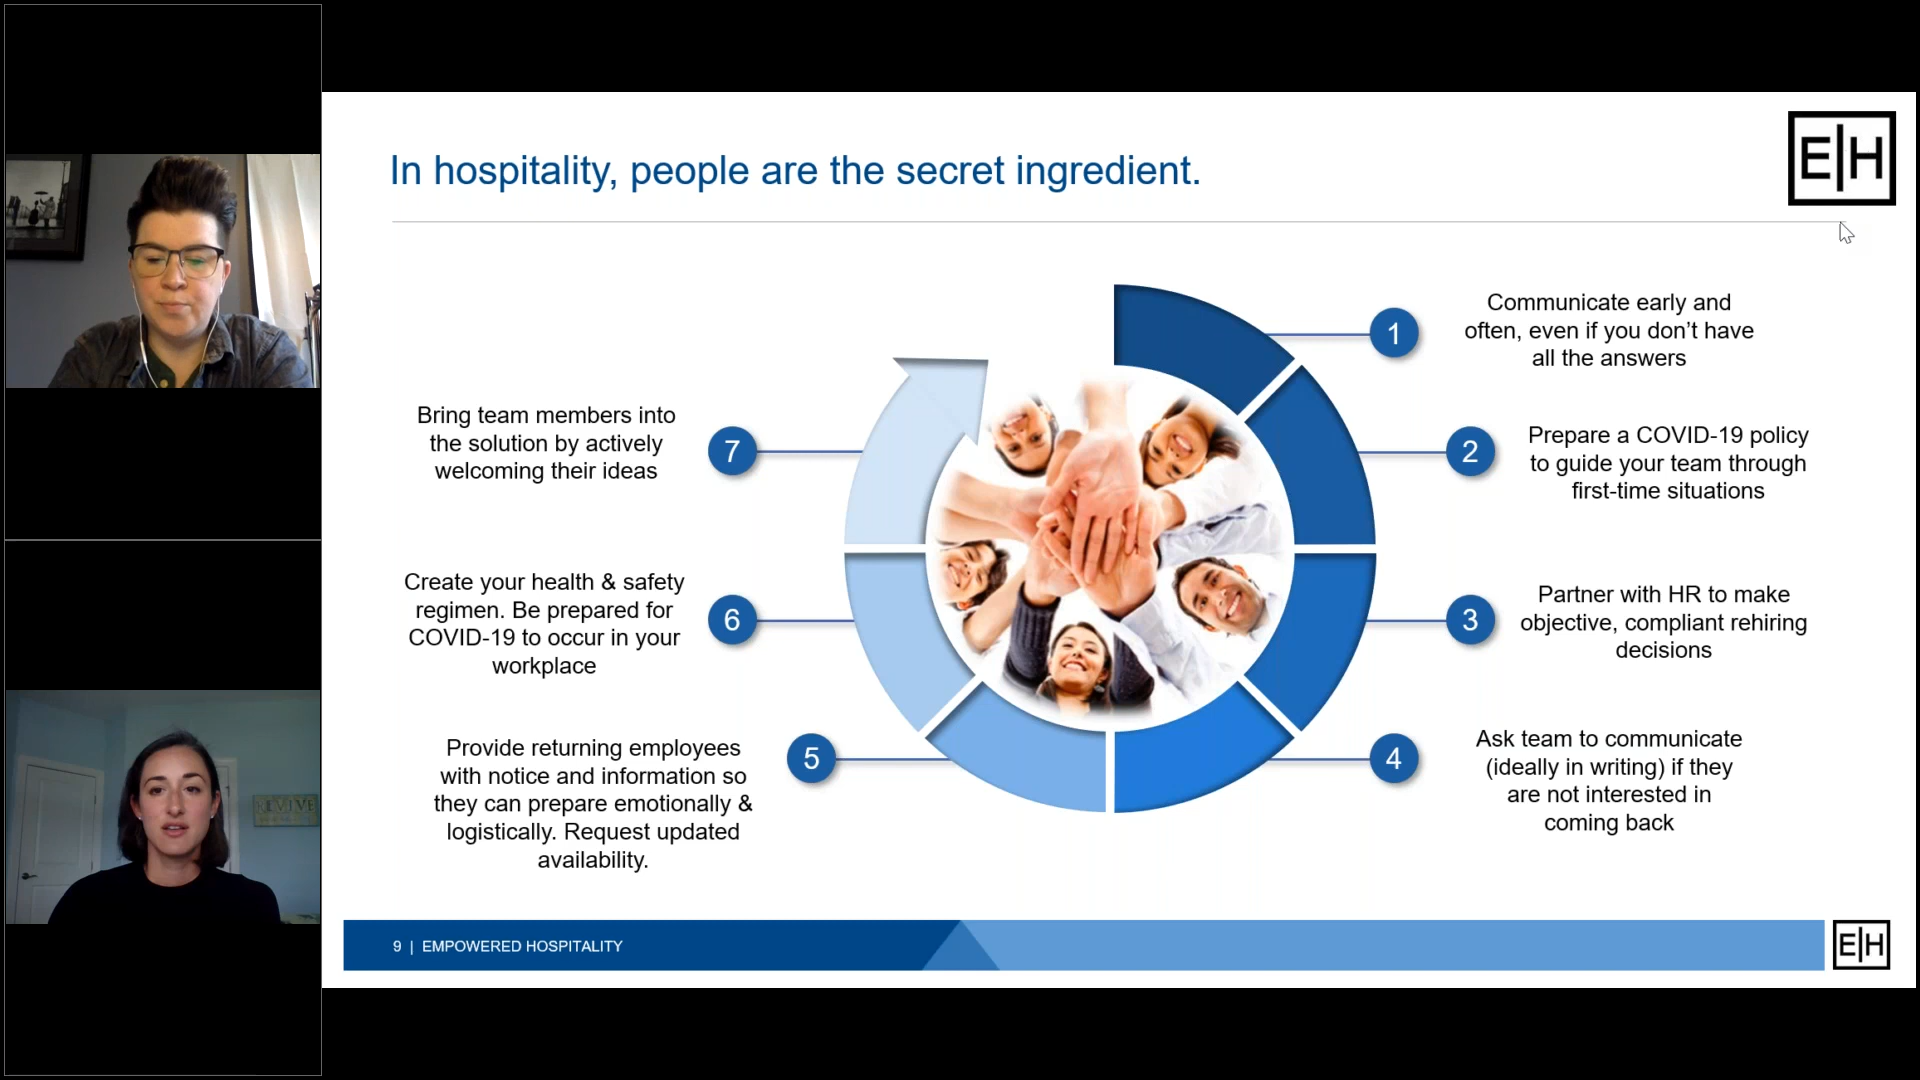 In hospitality, people are the secret ingredient.
E|H
1
Communicate early and
often, even if you don’t have
all the answers
2
Prepare a COVID-19 policy
to guide your team through
first-time situations
3
Partner with HR to make
objective, compliant rehiring
decisions
4
Ask team to communicate
(ideally in writing) if they
are not interested in
coming back
5
Provide returning employees
with notice and information so
they can prepare emotionally &
logistically. Request updated
availability.
6
Create your health & safety
regimen. Be prepared for
COVID-19 to occur in your
workplace
7
Bring team members into
the solution by actively
welcoming their ideas
REVIVE
9 | EMPOWERED HOSPITALITY
E|H